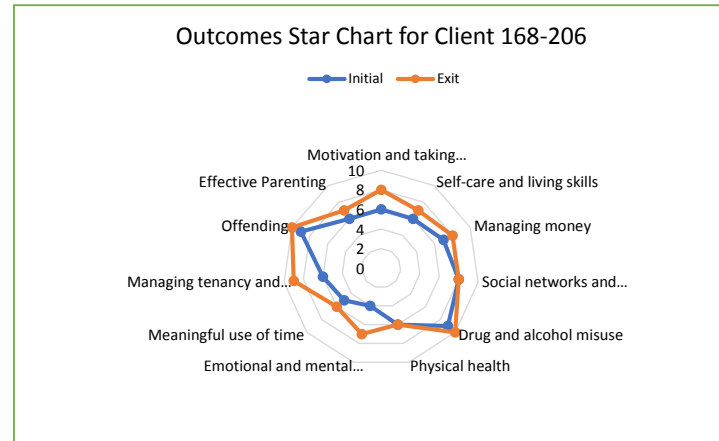 Outcomes Star Chart for Client 168-206
Initial Exit
Motivation and taking...
Self-care and living skills
Managing money
Social networks and...
Drug and alcohol misuse
Physical health
Emotional and mental...
Meaningful use of time
Managing tenancy and...
Offending
Effective Parenting
10
8
6
4
2
0